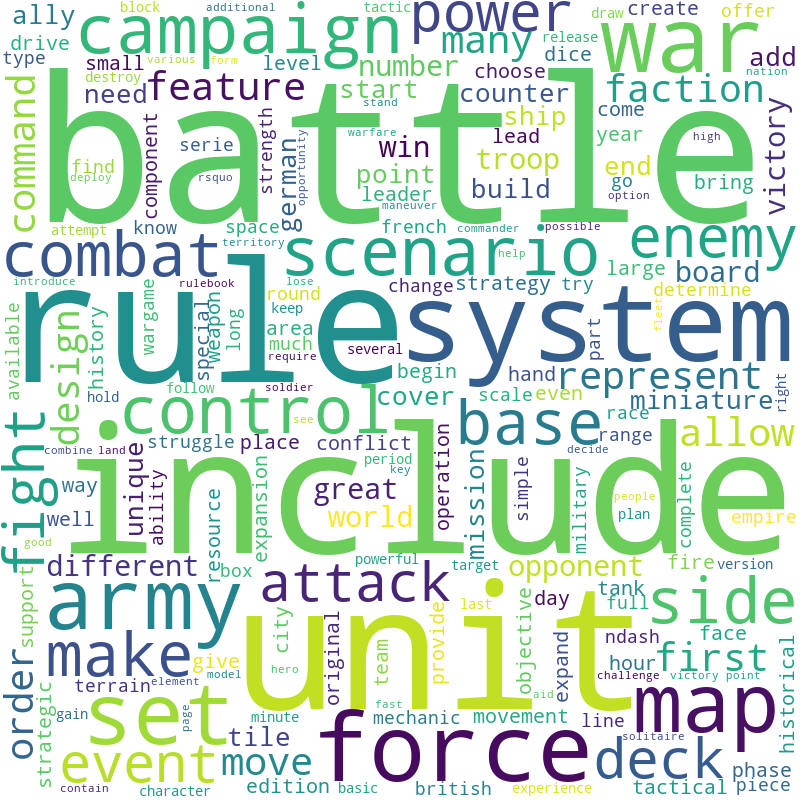 block additional tactic power draw create offer
ally campaign many release war
drive type small level number dice choose add
destroy various form stand nation
need feature start counter ship faction
battle
command find serie win lead come year victory
component strength german point troop end high
deploy rsquo opportunity warfare leader build go bring
attempt know maneuver option
space french commander possible
combat territory scenario help enemy
introduce rulebook lose change strategy try large board
rule system
available history wargame special weapon round keep determine fleet
design long area much require several part
follow begin hand represent
hold control soldier cover scale even miniature right
combine land see base race allow
struggle place conflict range decide
fight way unique ability period key operation mission simple military complete
include
well great world people plan empire
good resource expansion
different box powerful target opponent fire version
support army attack day tank full side
city unit last
order make give original team provide objective expand ndash face first historical
hero hour
terrain element model challenge victory point
strategic gain set page fast aid map
minute mechanic movement line solitaire
event tile force deck phase
move
contain character edition basic british experience tactical piece